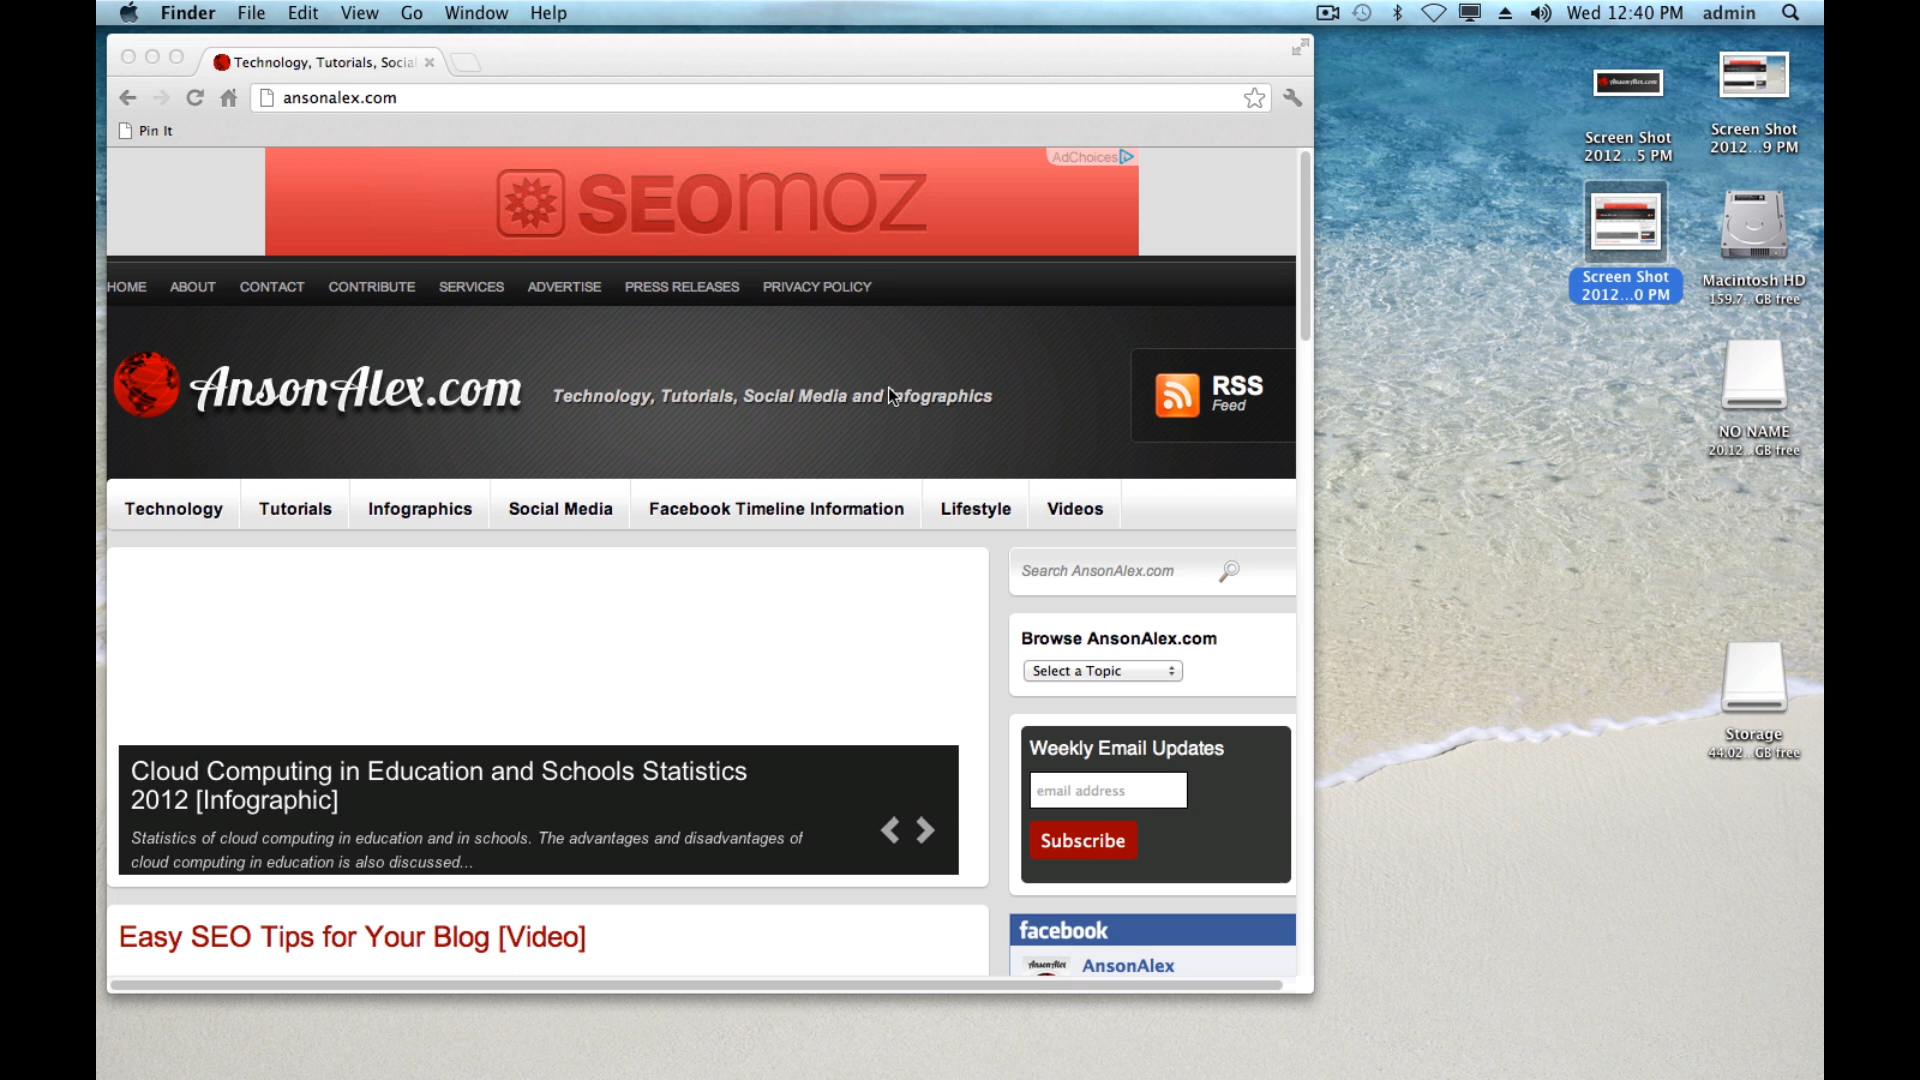 Finder File Edit View Go Window Help
Wed 12:40 PM admin
Technology, Tutorials, Social
ansonalex.com
Pin It
AdChoices
SEOmoz
HOME ABOUT CONTACT CONTRIBUTE SERVICES ADVERTISE PRESS RELEASES PRIVACY POLICY
AnsonAlex.com
Technology, Tutorials, Social Media and Infographics
RSS
Feed
Technology Tutorials Infographics Social Media Facebook Timeline Information Lifestyle Videos
Search AnsonAlex.com
Browse AnsonAlex.com
Select a Topic
Weekly Email Updates
email address
Subscribe
Cloud Computing in Education and Schools Statistics
2012 [Infographic]
Statistics of cloud computing in education and in schools. The advantages and disadvantages of
cloud computing in education is also discussed...
Easy SEO Tips for Your Blog [Video]
facebook
AnsonAlex
AnsonAlex
Screen Shot
2012...5 PM
Screen Shot
2012...9 PM
AnsonAlex.com
Screen Shot
2012...0 PM
Macintosh HD
159.7...GB free
NO NAME
20.12...GB free
Storage
44.02...GB free